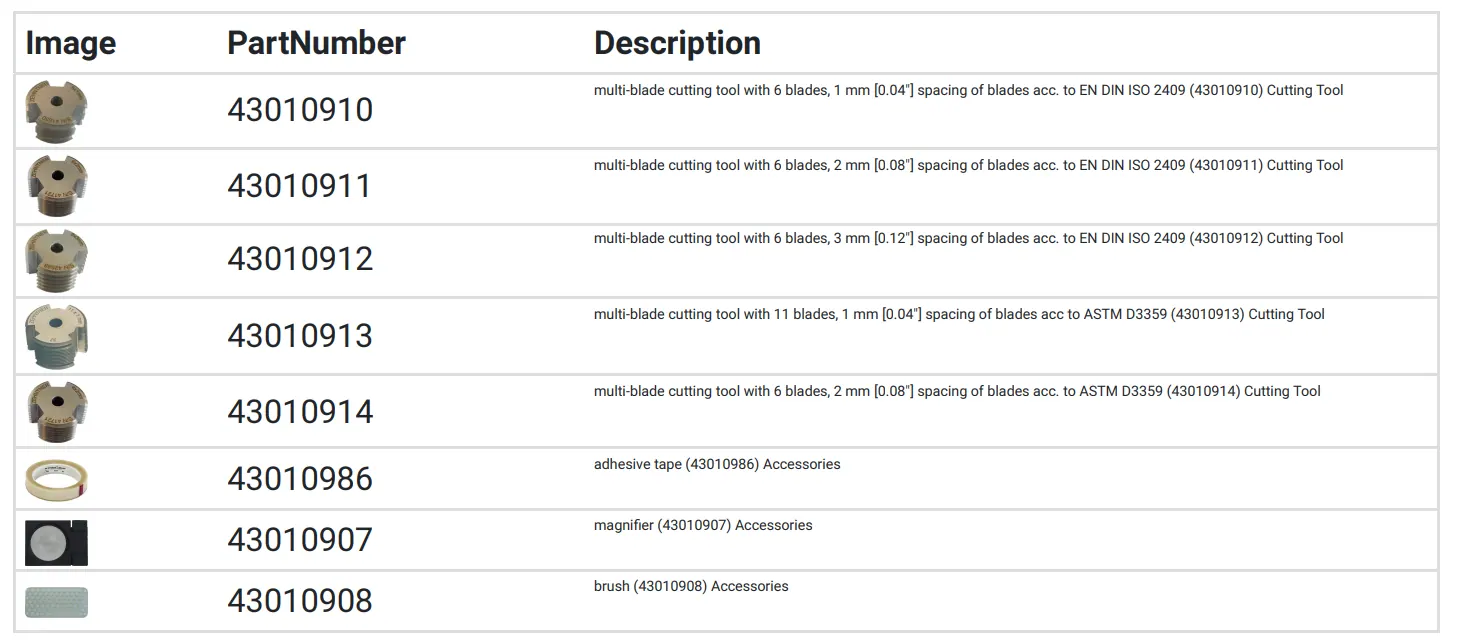 Image PartNumber Description
43010910 multi-blade cutting tool with 6 blades, 1 mm [0.04"] spacing of blades acc. to EN DIN ISO 2409 (43010910) Cutting Tool
43010911 multi-blade cutting tool with 6 blades, 2 mm [0.08"] spacing of blades acc. to EN DIN ISO 2409 (43010911) Cutting Tool
43010912 multi-blade cutting tool with 6 blades, 3 mm [0.12"] spacing of blades acc. to EN DIN ISO 2409 (43010912) Cutting Tool
43010913 multi-blade cutting tool with 11 blades, 1 mm [0.04"] spacing of blades acc to ASTM D3359 (43010913) Cutting Tool
43010914 multi-blade cutting tool with 6 blades, 2 mm [0.08"] spacing of blades acc. to ASTM D3359 (43010914) Cutting Tool
43010986 adhesive tape (43010986) Accessories
43010907 magnifier (43010907) Accessories
43010908 brush (43010908) Accessories